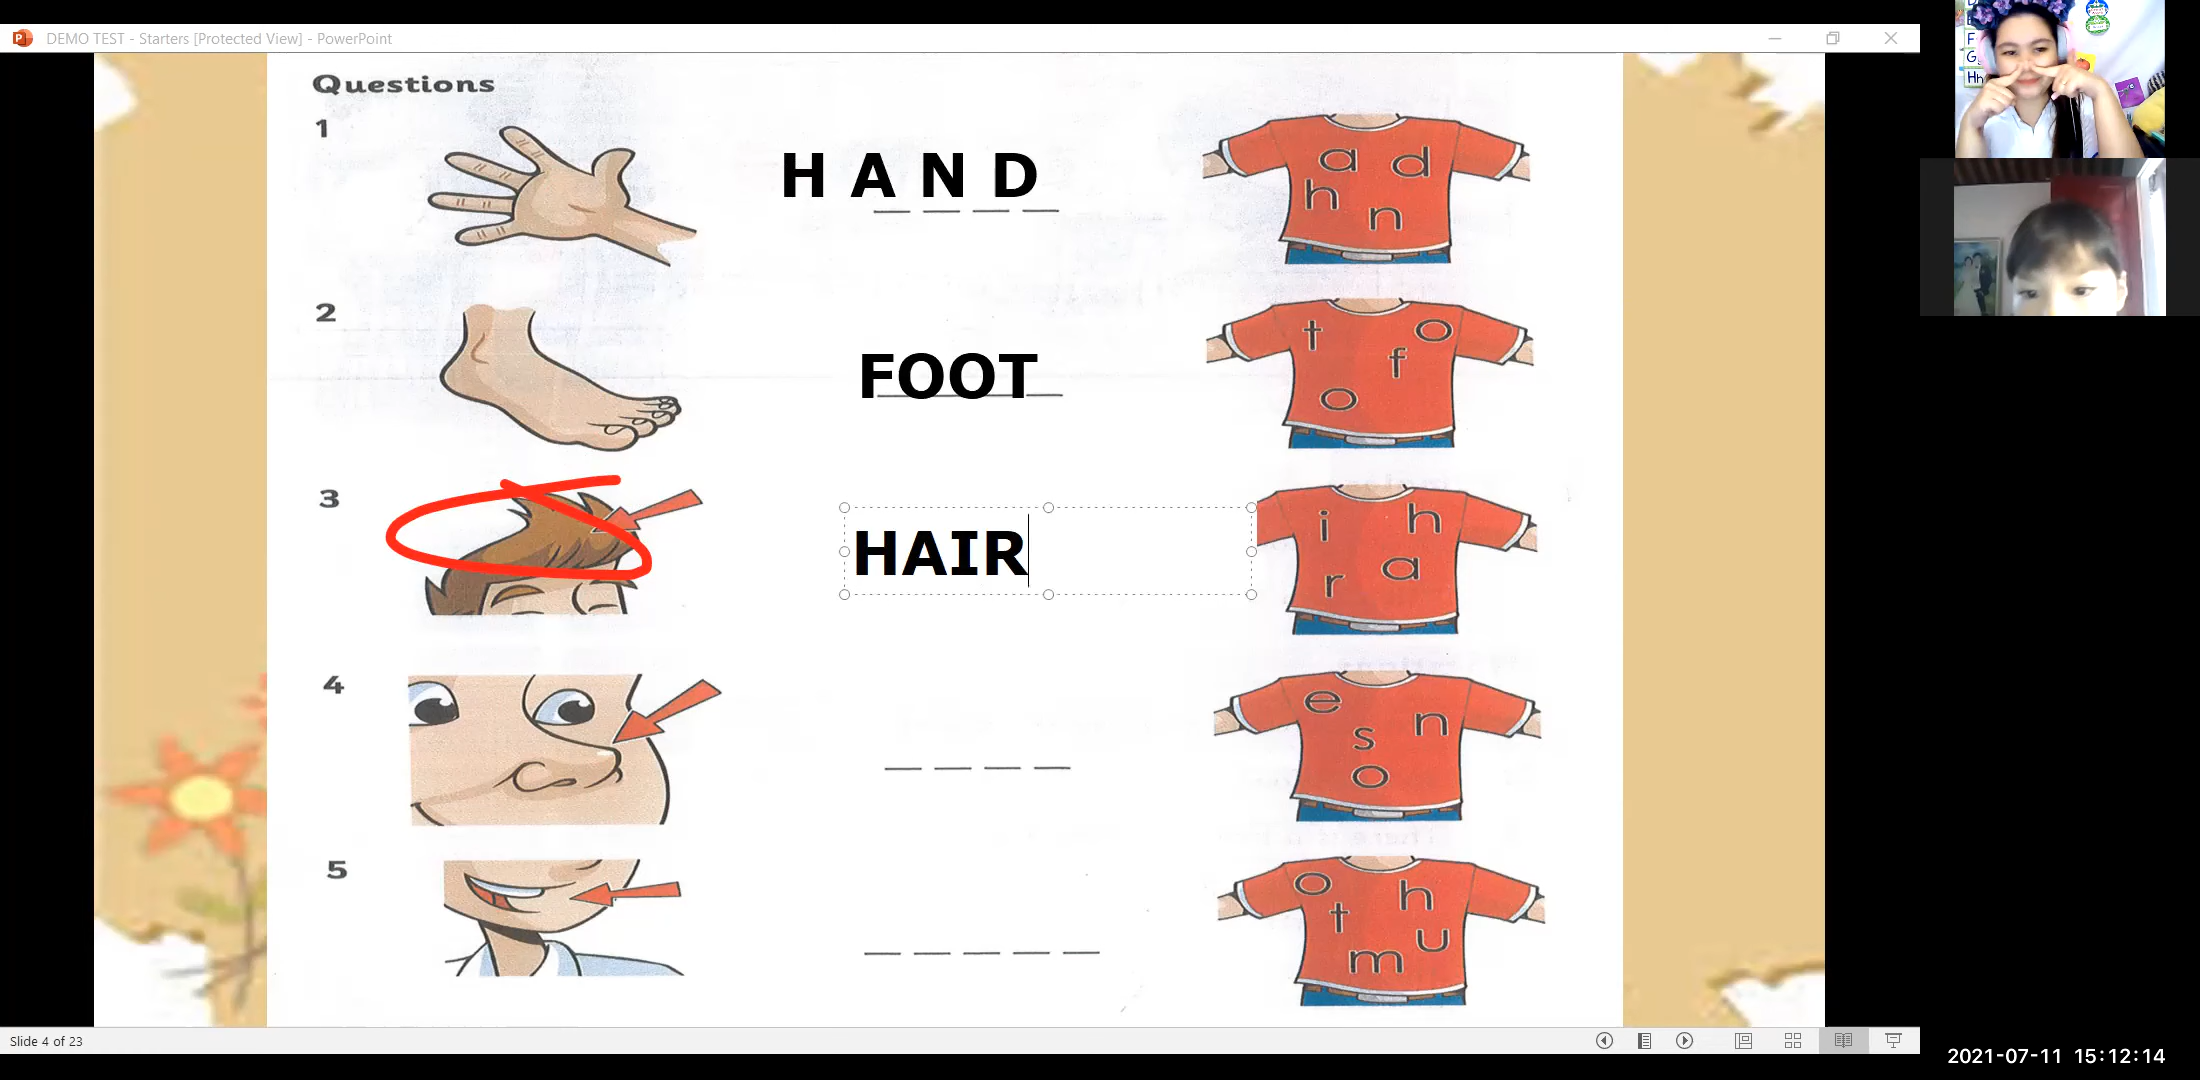 DEMO TEST - Starters [Protected View] - PowerPoint
Questions
1
H A N D
a d
h n
2
FOOT
t o
f
o
3
HAIR
i h
r a
4
e n
s
o
5
o h
t u
m
F
G
Hh
Slide 4 of 23
2021-07-11 15:12:14